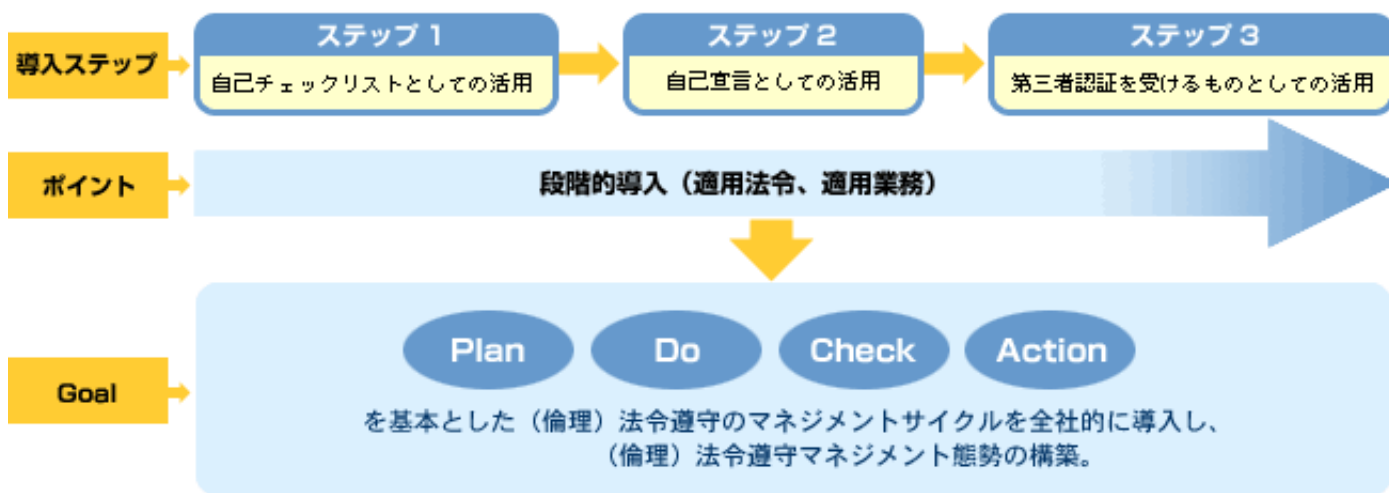 導入ステップ
ステップ 1
自己チェックリストとしての活用
ステップ 2
自己宣言としての活用
ステップ 3
第三者認証を受けるものとしての活用
ポイント
段階的導入（適用法令、適用業務）
Goal
Plan
Do
Check
Action
を基本とした（倫理）法令遵守のマネジメントサイクルを全社的に導入し、
（倫理）法令遵守マネジメント態勢の構築。